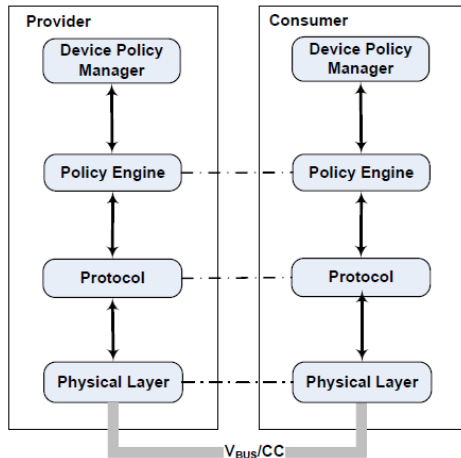 Provider
Device Policy
Manager
Policy Engine
Protocol
Physical Layer
Consumer
Device Policy
Manager
Policy Engine
Protocol
Physical Layer
VBUS/CC